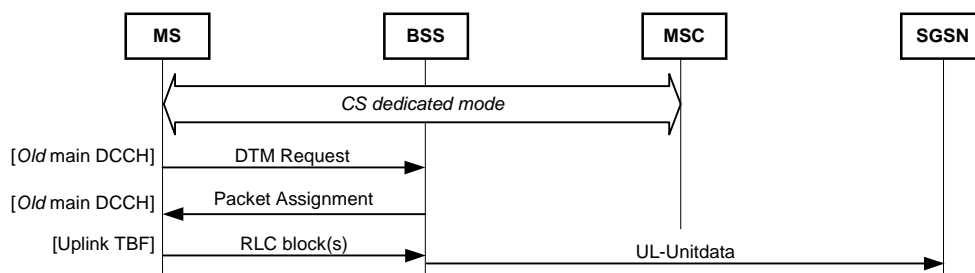 MS BSS MSC SGSN
CS dedicated mode
[Old main DCCH] DTM Request
[Old main DCCH] Packet Assignment
[Uplink TBF] RLC block(s) UL-Unitdata